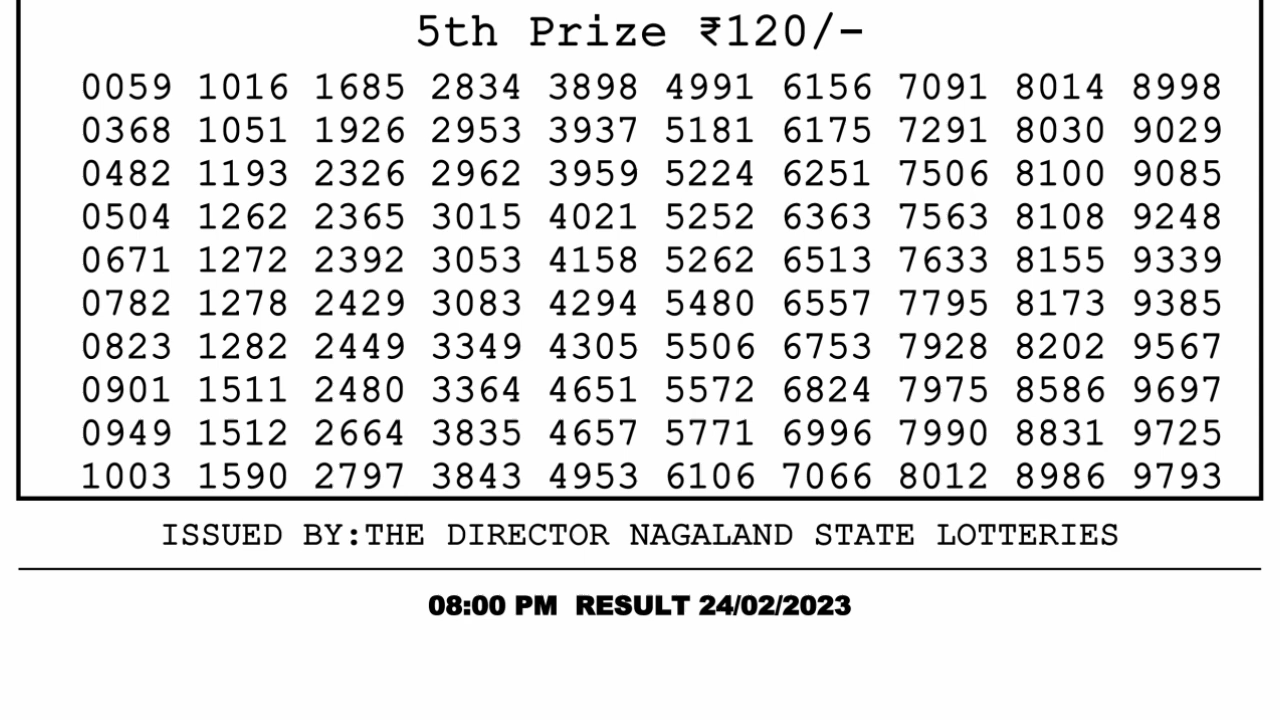 5th Prize ₹120/-
0059 1016 1685 2834 3898 4991 6156 7091 8014 8998
0368 1051 1926 2953 3937 5181 6175 7291 8030 9029
0482 1193 2326 2962 3959 5224 6251 7506 8100 9085
0504 1262 2365 3015 4021 5252 6363 7563 8108 9248
0671 1272 2392 3053 4158 5262 6513 7633 8155 9339
0782 1278 2429 3083 4294 5480 6557 7795 8173 9385
0823 1282 2449 3349 4305 5506 6753 7928 8202 9567
0901 1511 2480 3364 4651 5572 6824 7975 8586 9697
0949 1512 2664 3835 4657 5771 6996 7990 8831 9725
1003 1590 2797 3843 4953 6106 7066 8012 8986 9793
ISSUED BY:THE DIRECTOR NAGALAND STATE LOTTERIES
08:00 PM RESULT 24/02/2023